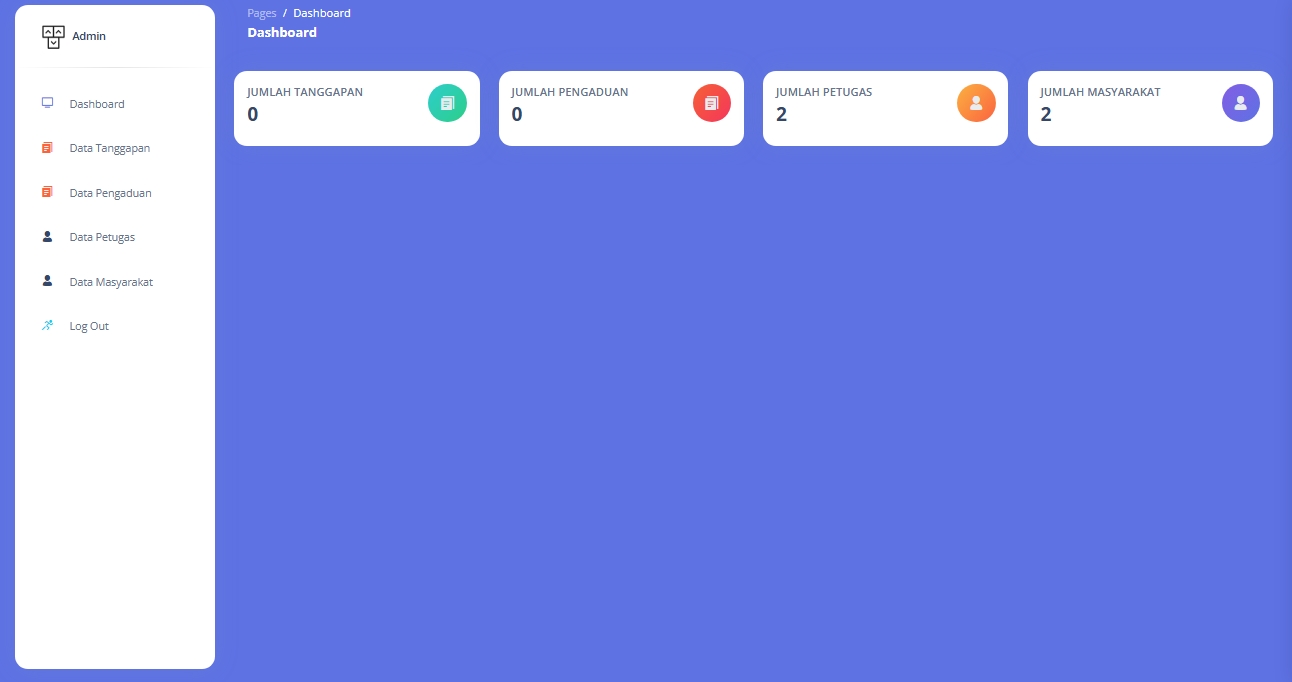 Admin
Dashboard
Data Tanggapan
Data Pengaduan
Data Petugas
Data Masyarakat
Log Out
Pages / Dashboard
Dashboard
JUMLAH TANGGAPAN
0
JUMLAH PENGADUAN
0
JUMLAH PETUGAS
2
JUMLAH MASYARAKAT
2